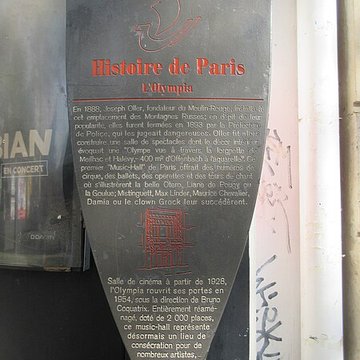 Histoire de Paris
L'Olympia
En 1888, Joseph Oller, fondateur du Moulin-Rouge,
cet emplacement des Montagnes Russes; en dépit de leur
popularité, elles furent fermées en 1893 par le Préfecture
de Police, qui les jugeait dangereuses. Oller fit alors
construire une salle de spectacles dont le décor
évoquait une "Olympe vue à travers la lorgnette de
Meilhac et Halévy, 400 m² d'Offenbach à l'aquarelle". Ce
premier "Music-Hall" de Paris offrait des numéros de
cirque, des ballets, des opérettes et des tours de chant
où s'illustrèrent la belle Otero, Liane de Pougy ou
la Goulue; Mistinguett, Max Linder, Maurice Chevalier,
Damia ou le clown Grock leur succédèrent.
Salle de cinéma à partir de 1928,
l'Olympia rouvrit ses portes en
1954, sous la direction de Bruno
Coquatrix. Entièrement réamé-
nagé, doté de 2 000 places,
ce music-hall représente
désormais un lieu de
consécration pour de
nombreux artistes,
IAN
EN CONCERT